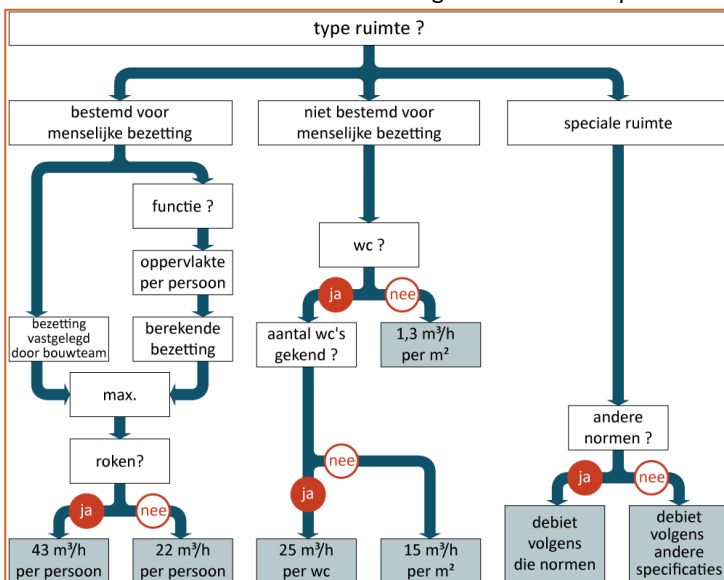 type ruimte ?
bestemd voor
menselijke bezetting
niet bestemd voor
menselijke bezetting
speciale ruimte
functie ?
wc ?
oppervlakte
per persoon
ja
nee
bezetting
vastgelegd
door bouwteam
berekende
bezetting
aantal wc's
gekend ?
1,3 m³/h
per m²
max.
andere
normen ?
roken?
nee
ja
nee
ja
nee
ja
43 m³/h
per persoon
22 m³/h
per persoon
25 m³/h
per wc
15 m³/h
per m²
debiet
volgens
die normen
debiet
volgens
andere
specificaties